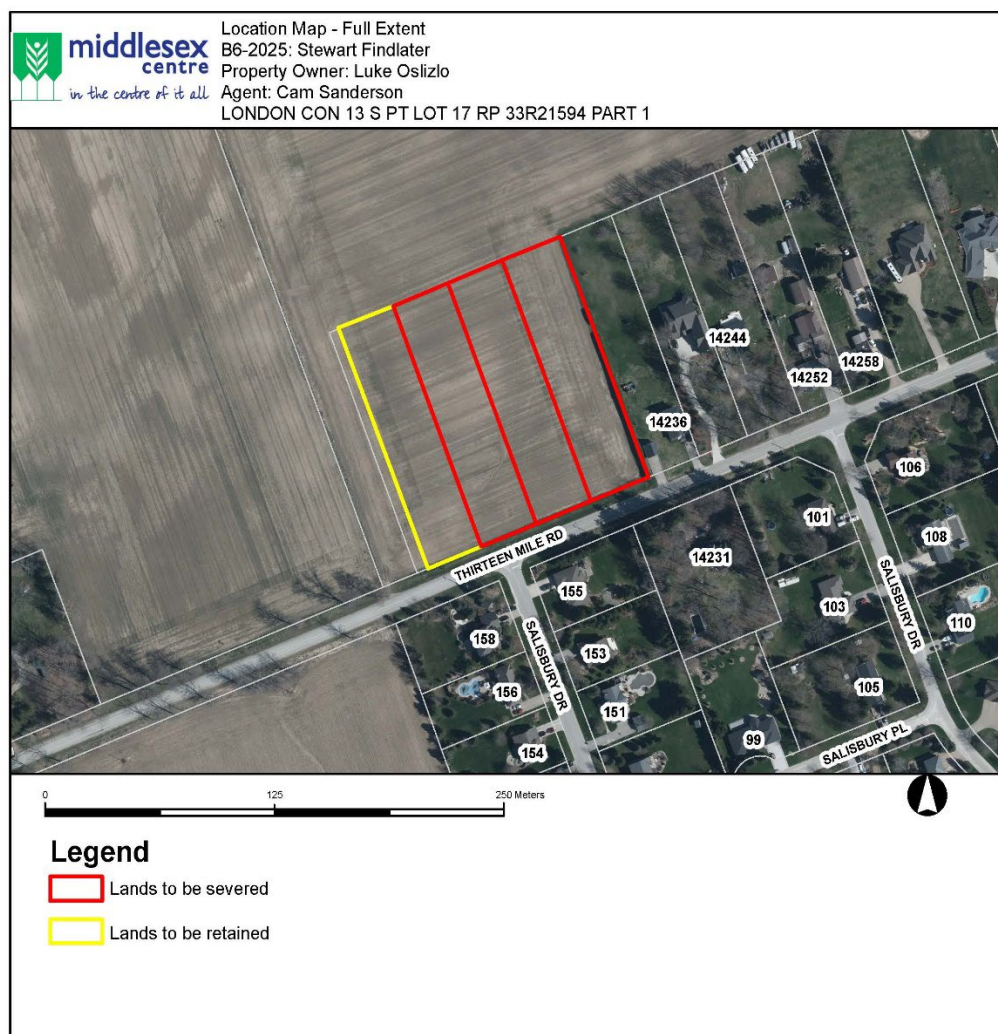 middlesex
centre
in the centre of it all
Location Map - Full Extent
B6-2025: Stewart Findlater
Property Owner: Luke Oslizlo
Agent: Cam Sanderson
LONDON CON 13 S PT LOT 17 RP 33R21594 PART 1
14244
14258
14252
14236
106
101
108
THIRTEEN MILE RD
14231
155
SALISBURY DR
103
110
158
153
SALISBURY DR
105
156
151
99
154
SALISBURY PL
0 125 250 Meters
Legend
Lands to be severed
Lands to be retained